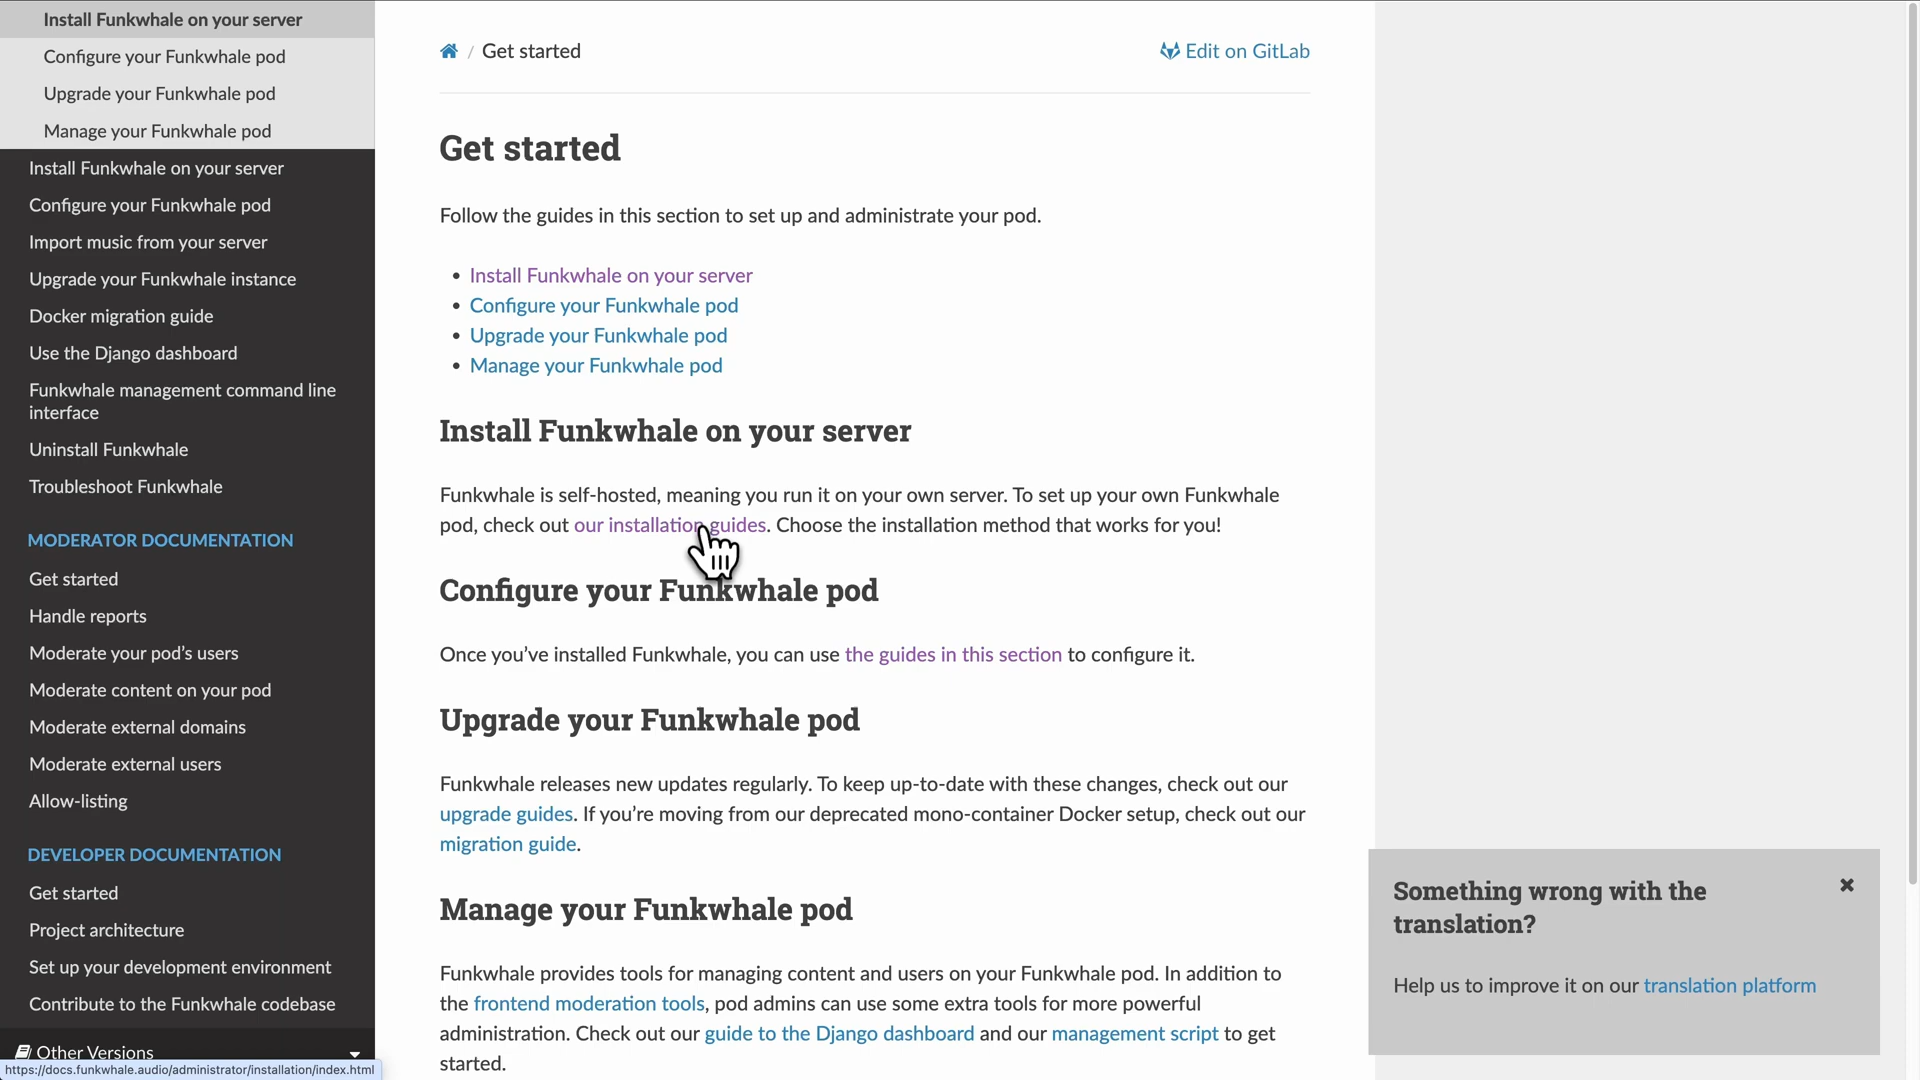 Install Funkwhale on your server
Configure your Funkwhale pod
Upgrade your Funkwhale pod
Manage your Funkwhale pod
Install Funkwhale on your server
Configure your Funkwhale pod
Import music from your server
Upgrade your Funkwhale instance
Docker migration guide
Use the Django dashboard
Funkwhale management command line
interface
Uninstall Funkwhale
Troubleshoot Funkwhale
MODERATOR DOCUMENTATION
Get started
Handle reports
Moderate your pod’s users
Moderate content on your pod
Moderate external domains
Moderate external users
Allow-listing
DEVELOPER DOCUMENTATION
Get started
Project architecture
Set up your development environment
Contribute to the Funkwhale codebase
Other Versions
https://docs.funkwhale.audio/administrator/installation/index.html
/ Get started
Edit on GitLab
Get started
Follow the guides in this section to set up and administrate your pod.
• Install Funkwhale on your server
• Configure your Funkwhale pod
• Upgrade your Funkwhale pod
• Manage your Funkwhale pod
Install Funkwhale on your server
Funkwhale is self-hosted, meaning you run it on your own server. To set up your own Funkwhale
pod, check out our installation guides. Choose the installation method that works for you!
Configure your Funkwhale pod
Once you’ve installed Funkwhale, you can use the guides in this section to configure it.
Upgrade your Funkwhale pod
Funkwhale releases new updates regularly. To keep up-to-date with these changes, check out our
upgrade guides. If you’re moving from our deprecated mono-container Docker setup, check out our
migration guide.
Manage your Funkwhale pod
Funkwhale provides tools for managing content and users on your Funkwhale pod. In addition to
the frontend moderation tools, pod admins can use some extra tools for more powerful
administration. Check out our guide to the Django dashboard and our management script to get
started.
Something wrong with the
translation?
Help us to improve it on our translation platform